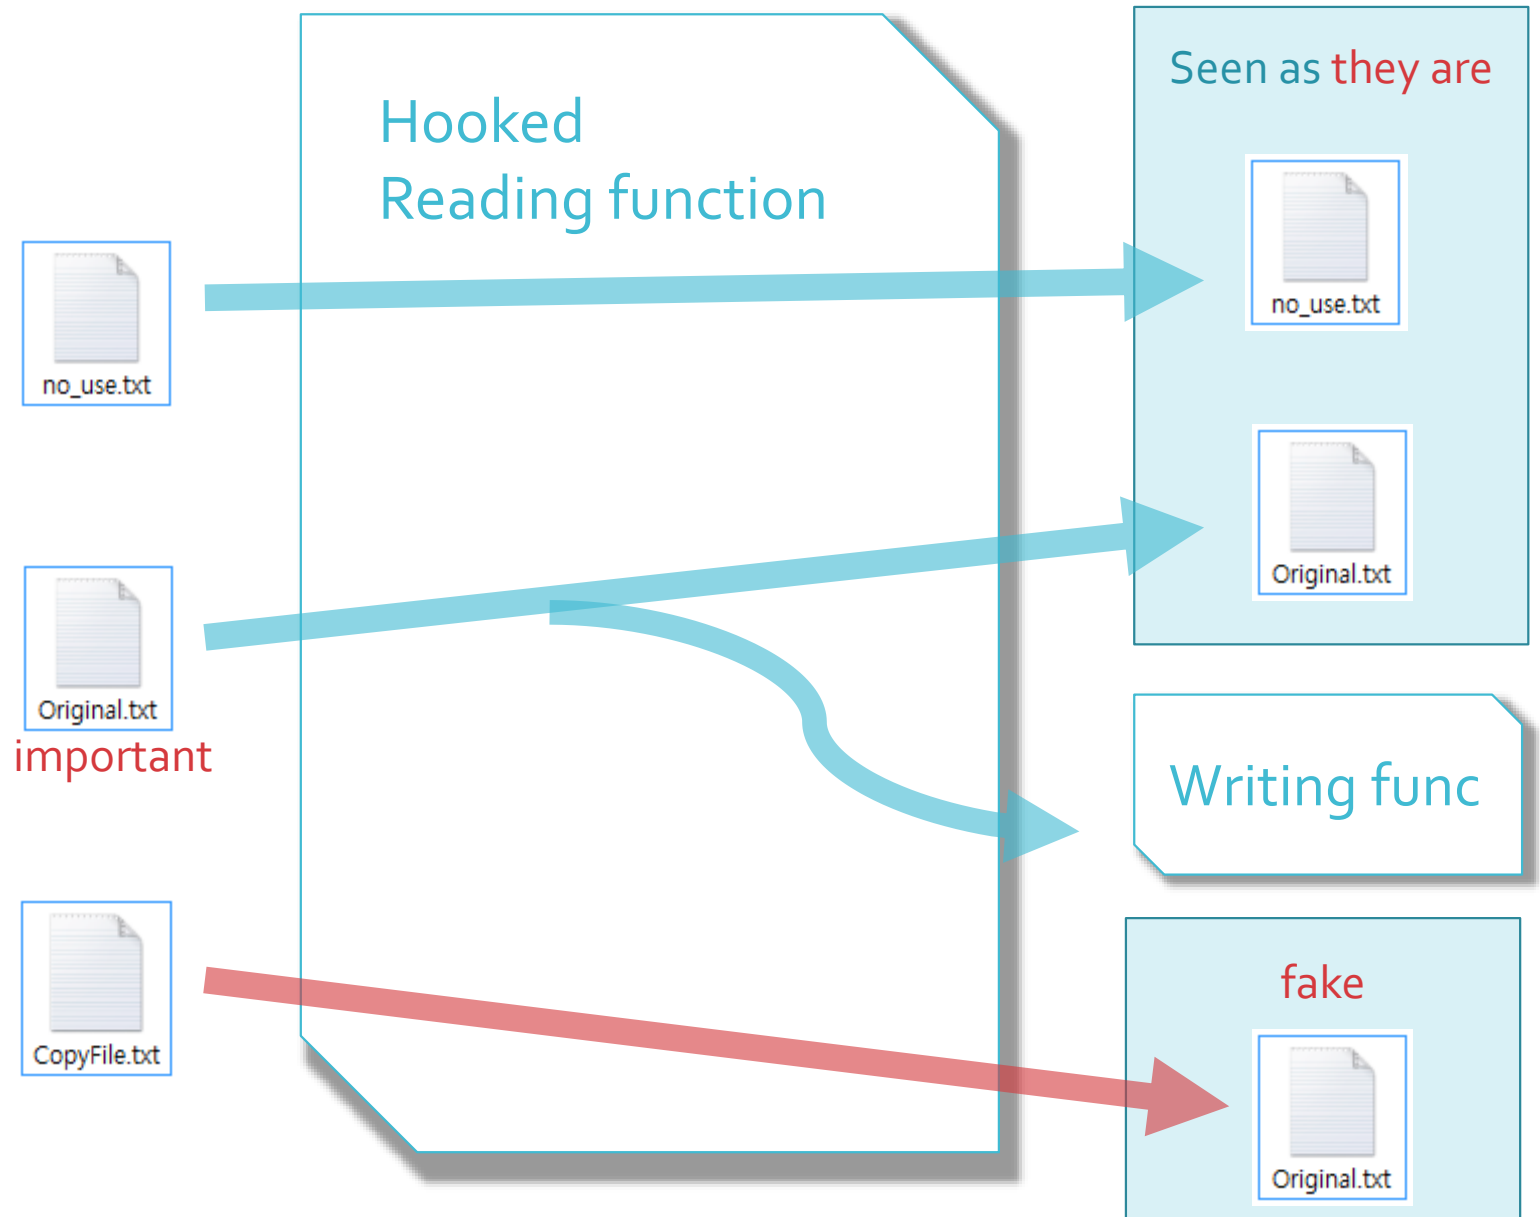 Hooked
Reading function
Seen as they are
no_use.txt
no_use.txt
Original.txt
Original.txt
important
Writing func
CopyFile.txt
fake
Original.txt